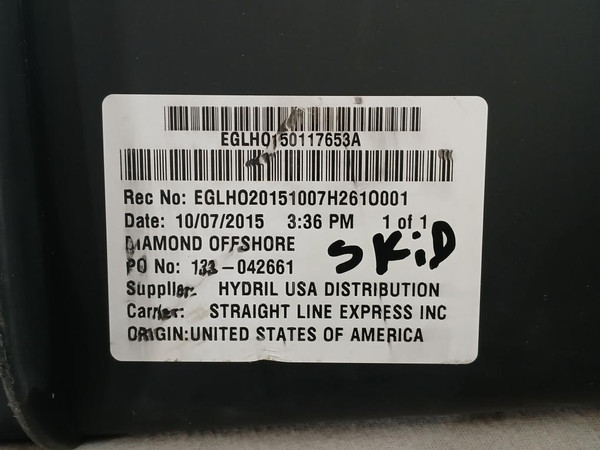 EGLHO150117653A
Rec No: EGLHO20151007H2610001
Date: 10/07/2015 3:36 PM 1 of 1
DIAMOND OFFSHORE
SKiD
PO No: -042661
Supplier: HYDRIL USA DISTRIBUTION
Carrier: STRAIGHT LINE EXPRESS INC
ORIGIN:UNITED STATES OF AMERICA